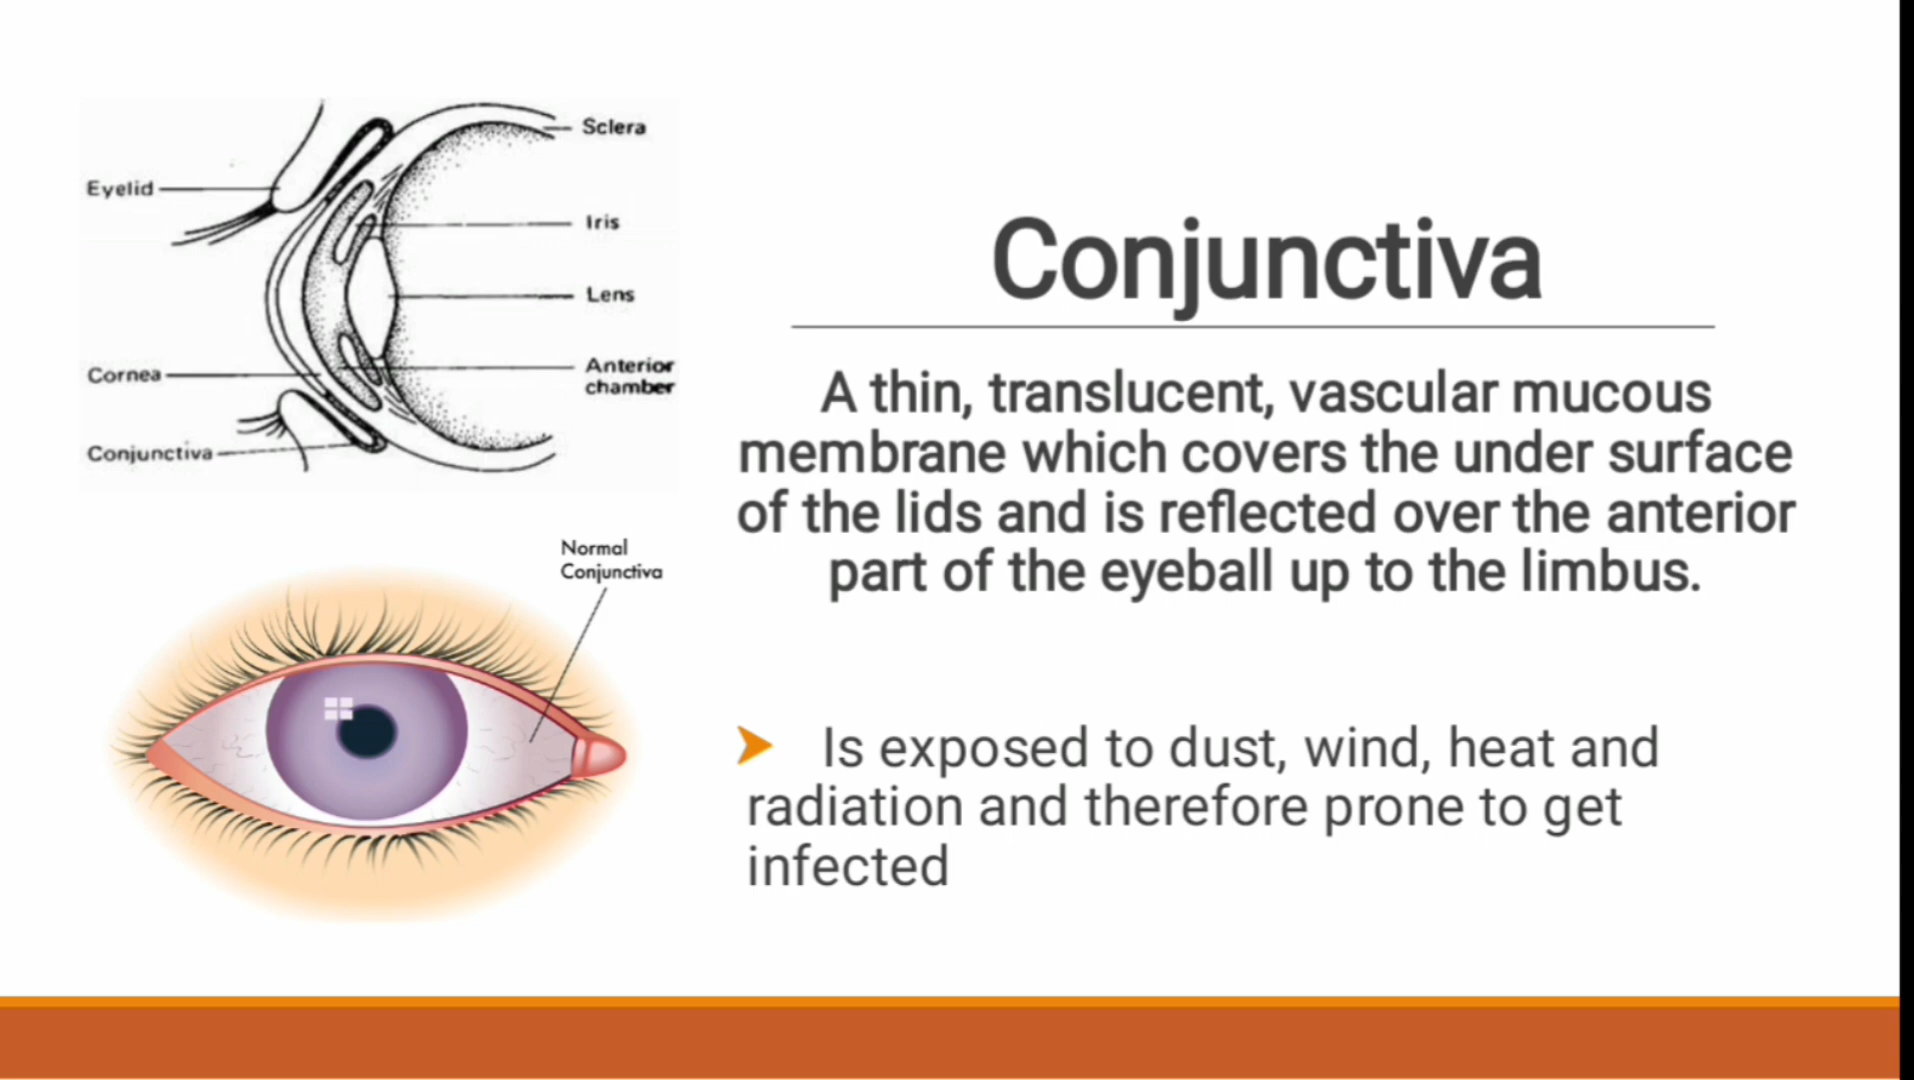 Sclera
Eyelid
Iris
Lens
Cornea
Anterior
chamber
Conjunctiva
Normal
Conjunctiva
Conjunctiva
A thin, translucent, vascular mucous
membrane which covers the under surface
of the lids and is reflected over the anterior
part of the eyeball up to the limbus.
Is exposed to dust, wind, heat and
radiation and therefore prone to get
infected